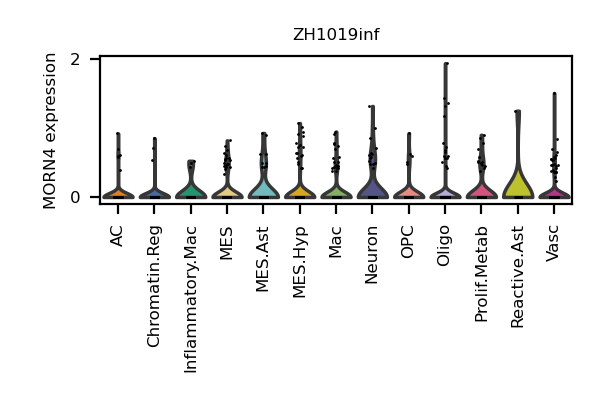 ZH1019inf
MORN4 expression
2
0
AC
Chromatin.Reg
Inflammatory.Mac
MES
MES.Ast
MES.Hyp
Mac
Neuron
OPC
Oligo
Prolif.Metab
Reactive.Ast
Vasc